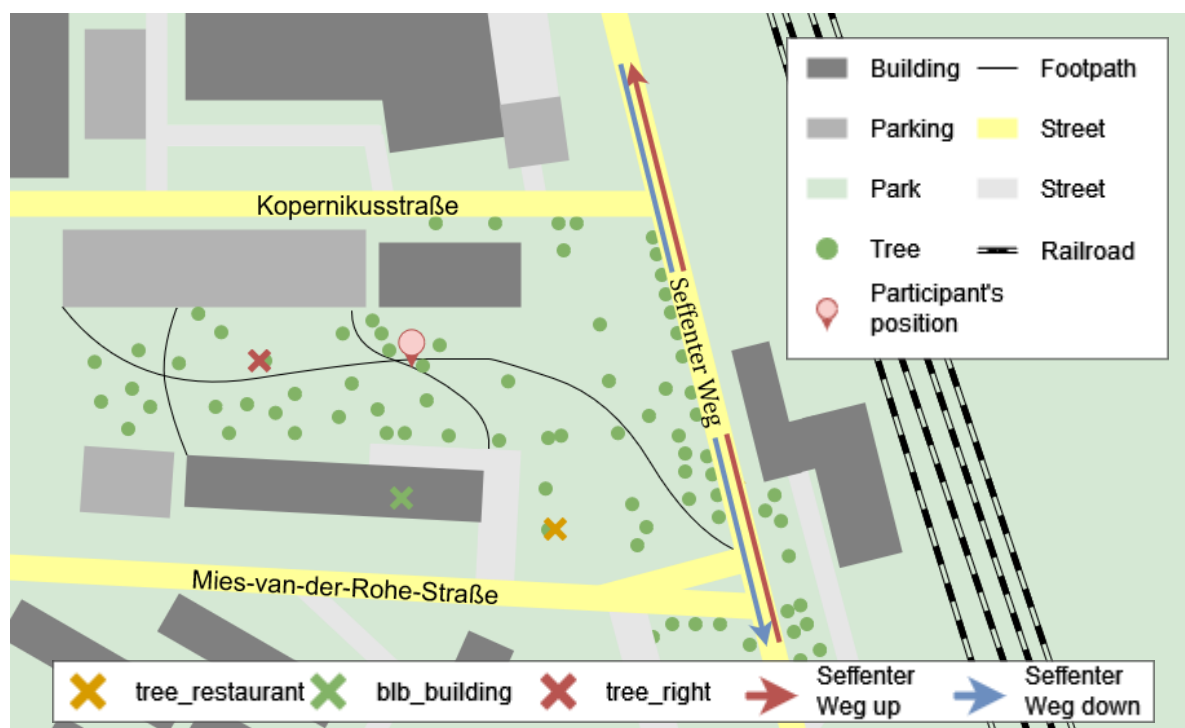 Building
Footpath
Parking
Street
Park
Street
Tree
Railroad
Participant's
position
Kopernikusstraße
Seffenter Weg
Mies-van-der-Rohe-Straße
tree_restaurant
blb_building
tree_right
Seffenter
Weg up
Seffenter
Weg down